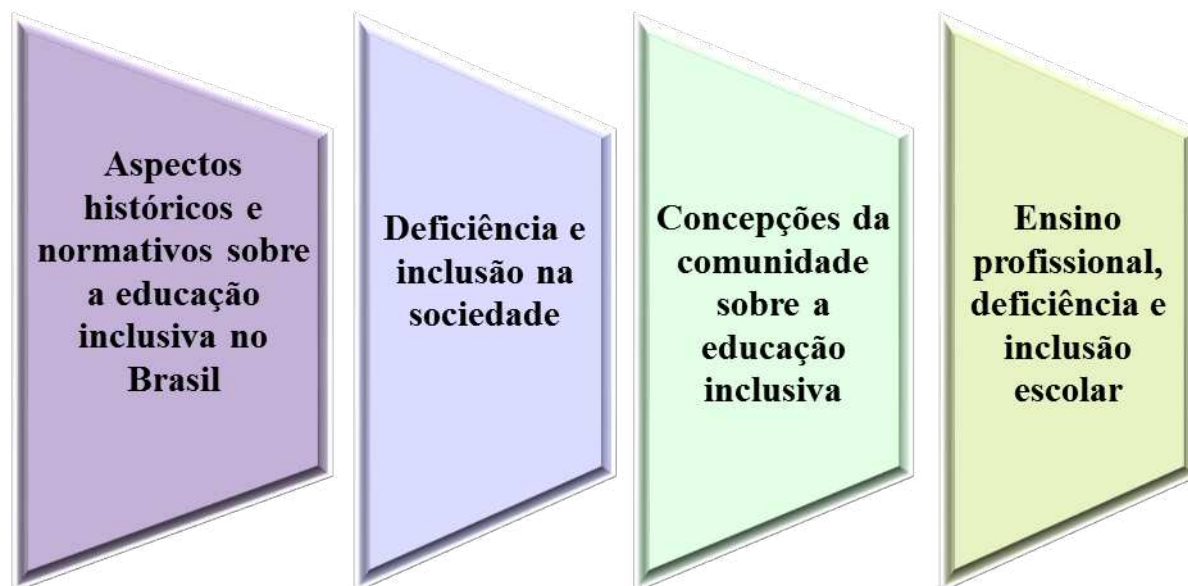 Aspectos
históricos e
normativos sobre
a educação
inclusiva no
Brasil
Deficiência e
inclusão na
sociedade
Concepções da
comunidade
sobre a
educação
inclusiva
Ensino
profissional,
deficiência e
inclusão
escolar